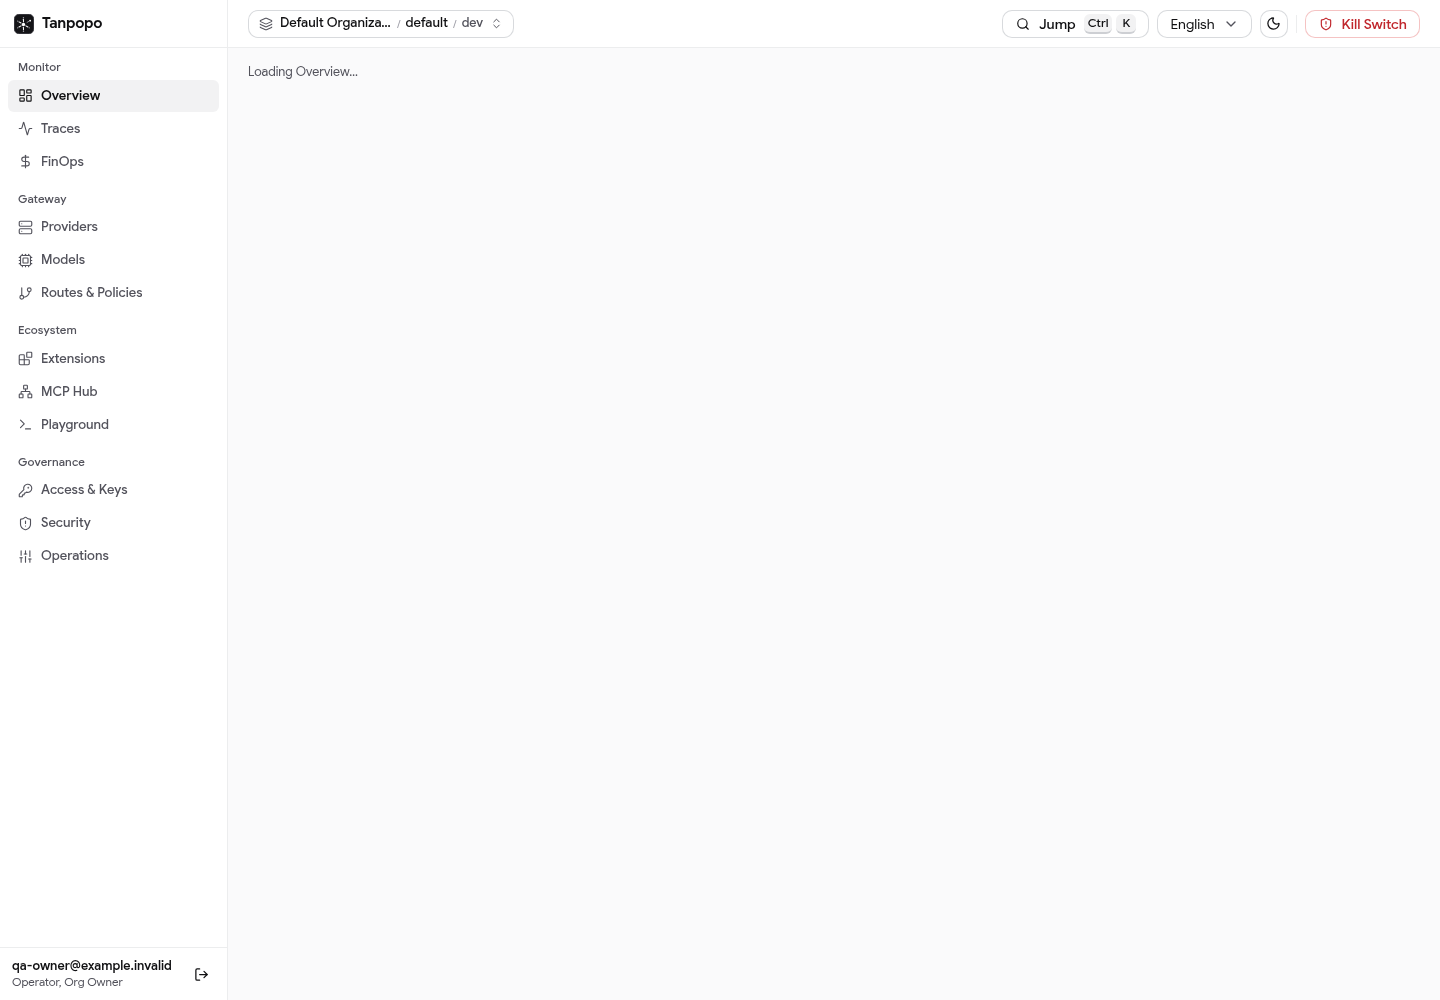 Tanpopo
Default Organiza... / default / dev
Jump Ctrl K
English
Kill Switch
Monitor
Overview
Traces
FinOps
Gateway
Providers
Models
Routes & Policies
Ecosystem
Extensions
MCP Hub
Playground
Governance
Access & Keys
Security
Operations
Loading Overview...
qa-owner@example.invalid
Operator, Org Owner